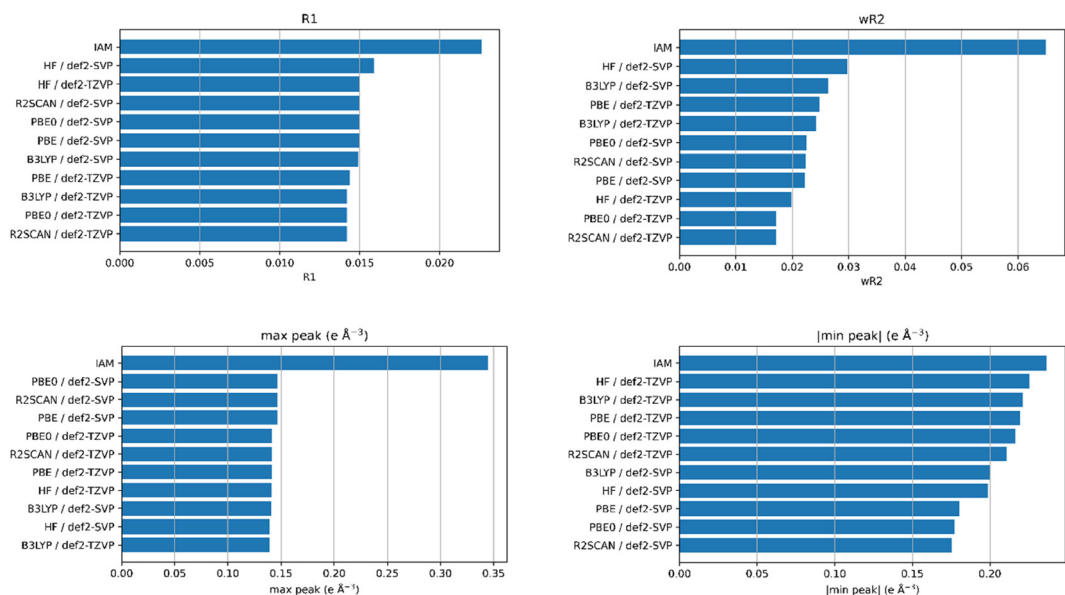 R1
IAM
HF / def2-SVP
HF / def2-TZVP
R2SCAN / def2-SVP
PBE0 / def2-SVP
PBE / def2-SVP
B3LYP / def2-SVP
PBE / def2-TZVP
B3LYP / def2-TZVP
PBE0 / def2-TZVP
R2SCAN / def2-TZVP
0.000 0.005 0.010 0.015 0.020
R1
wR2
IAM
HF / def2-SVP
B3LYP / def2-SVP
PBE / def2-TZVP
B3LYP / def2-TZVP
PBE0 / def2-SVP
R2SCAN / def2-SVP
PBE / def2-SVP
HF / def2-TZVP
PBE0 / def2-TZVP
R2SCAN / def2-TZVP
0.00 0.01 0.02 0.03 0.04 0.05 0.06
wR2
max peak (e Å⁻³)
IAM
PBE0 / def2-SVP
R2SCAN / def2-SVP
PBE / def2-SVP
PBE0 / def2-TZVP
R2SCAN / def2-TZVP
PBE / def2-TZVP
HF / def2-TZVP
B3LYP / def2-SVP
HF / def2-SVP
B3LYP / def2-TZVP
0.00 0.05 0.10 0.15 0.20 0.25 0.30 0.35
max peak (e Å⁻³)
|min peak| (e Å⁻³)
IAM
HF / def2-TZVP
B3LYP / def2-TZVP
PBE / def2-TZVP
PBE0 / def2-TZVP
R2SCAN / def2-TZVP
B3LYP / def2-SVP
HF / def2-SVP
PBE / def2-SVP
PBE0 / def2-SVP
R2SCAN / def2-SVP
0.00 0.05 0.10 0.15 0.20
|min peak| (e Å⁻³)